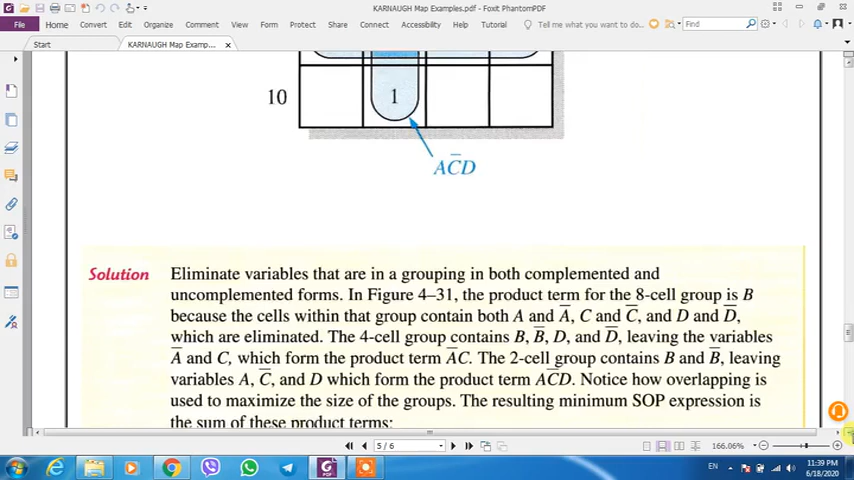 KARNAUGH Map Examples.pdf - Foxit PhantomPDF
File Home Convert Edit Organize Comment View Form Protect Share Connect Accessibility Help Tutorial Tell me what you want... Find
Start KARNAUGH Map Examp...
10 1
AC̅D
Solution Eliminate variables that are in a grouping in both complemented and
uncomplemented forms. In Figure 4–31, the product term for the 8-cell group is B
because the cells within that group contain both A and A̅, C and C̅, and D and D̅,
which are eliminated. The 4-cell group contains B, B̅, D, and D̅, leaving the variables
A̅ and C, which form the product term A̅C. The 2-cell group contains B and B̅, leaving
variables A, C̅, and D which form the product term AC̅D. Notice how overlapping is
used to maximize the size of the groups. The resulting minimum SOP expression is
the sum of these product terms:
5 / 6 166.06%
EN 11:39 PM
6/18/2020